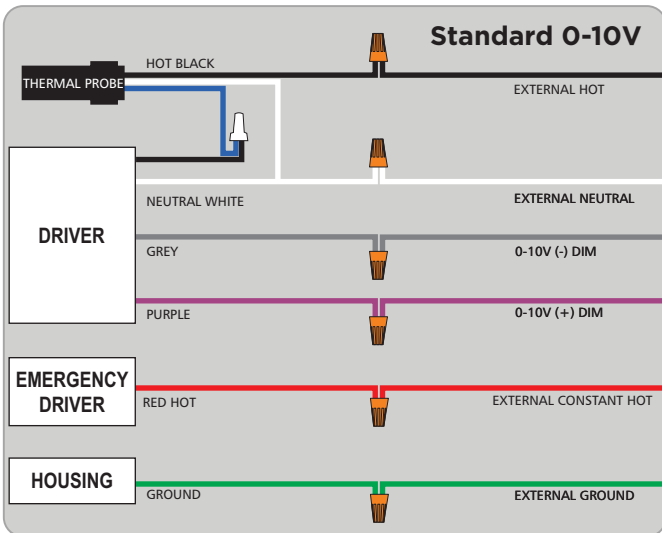 Standard 0-10V
HOT BLACK
THERMAL PROBE
EXTERNAL HOT
DRIVER
NEUTRAL WHITE
EXTERNAL NEUTRAL
GREY
0-10V (-) DIM
PURPLE
0-10V (+) DIM
EMERGENCY
DRIVER
RED HOT
EXTERNAL CONSTANT HOT
HOUSING
GROUND
EXTERNAL GROUND